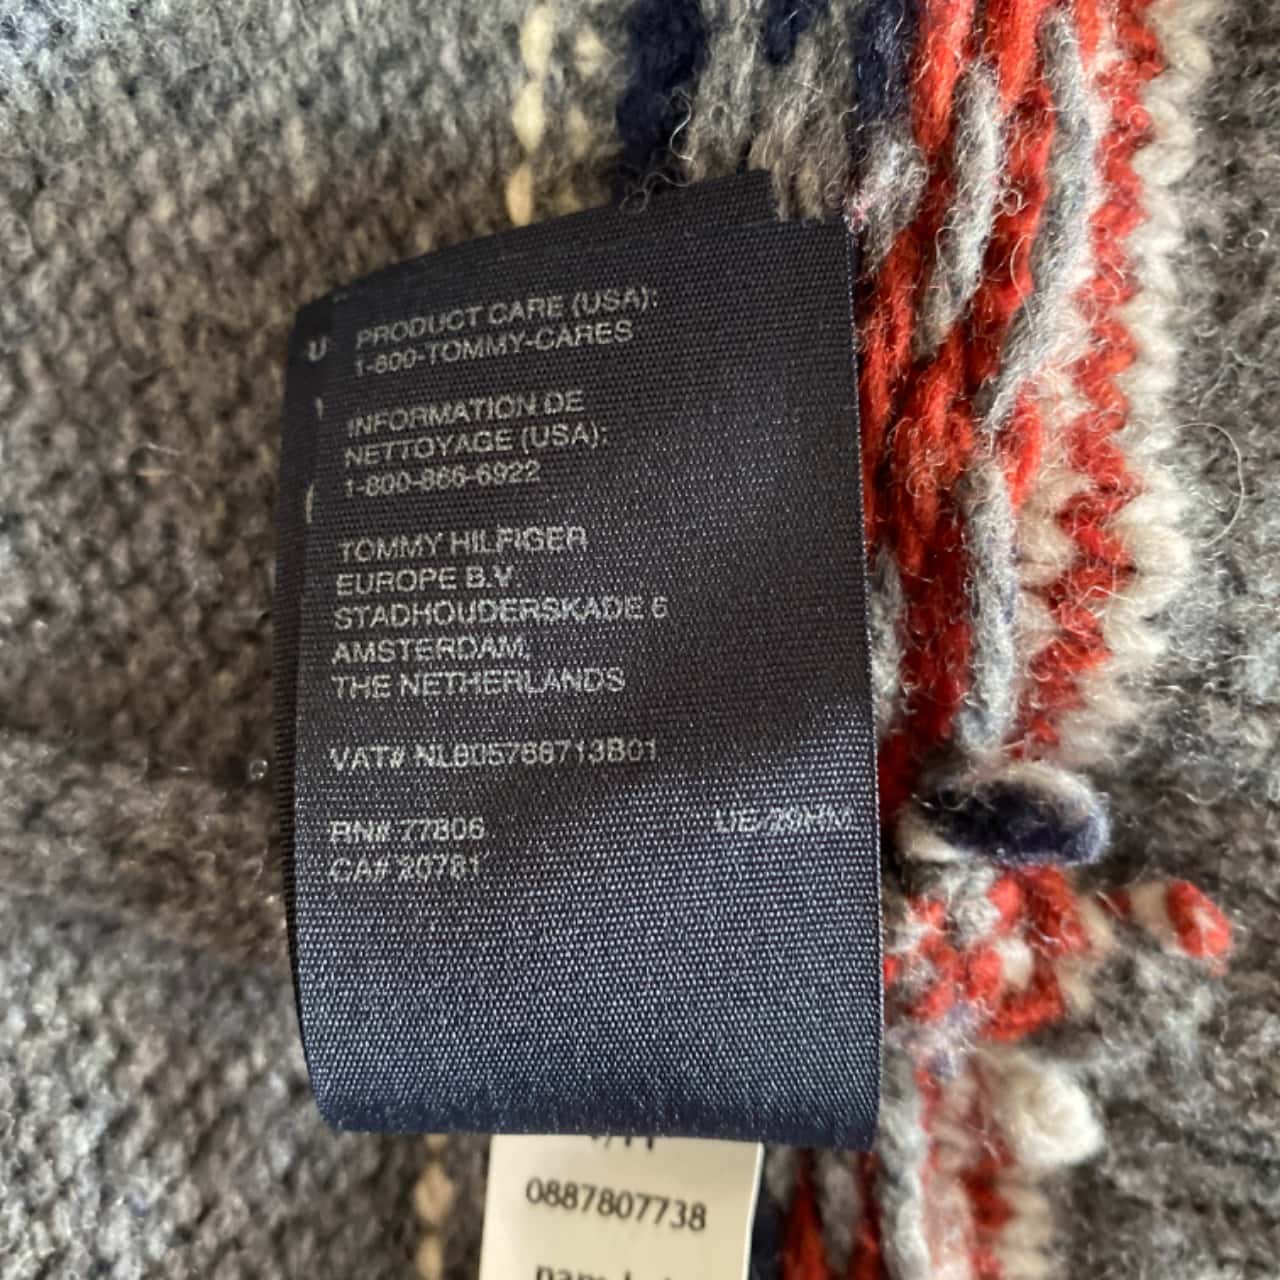 PRODUCT CARE (USA):
1-800-TOMMY-CARES
INFORMATION DE
NETTOYAGE (USA):
1-800-866-6922
TOMMY HILFIGER
EUROPE B.V.
STADHOUDERSKADE 6
AMSTERDAM,
THE NETHERLANDS
VAT# NL805768713B01
RN# 77806
CA# 20781
0887807738